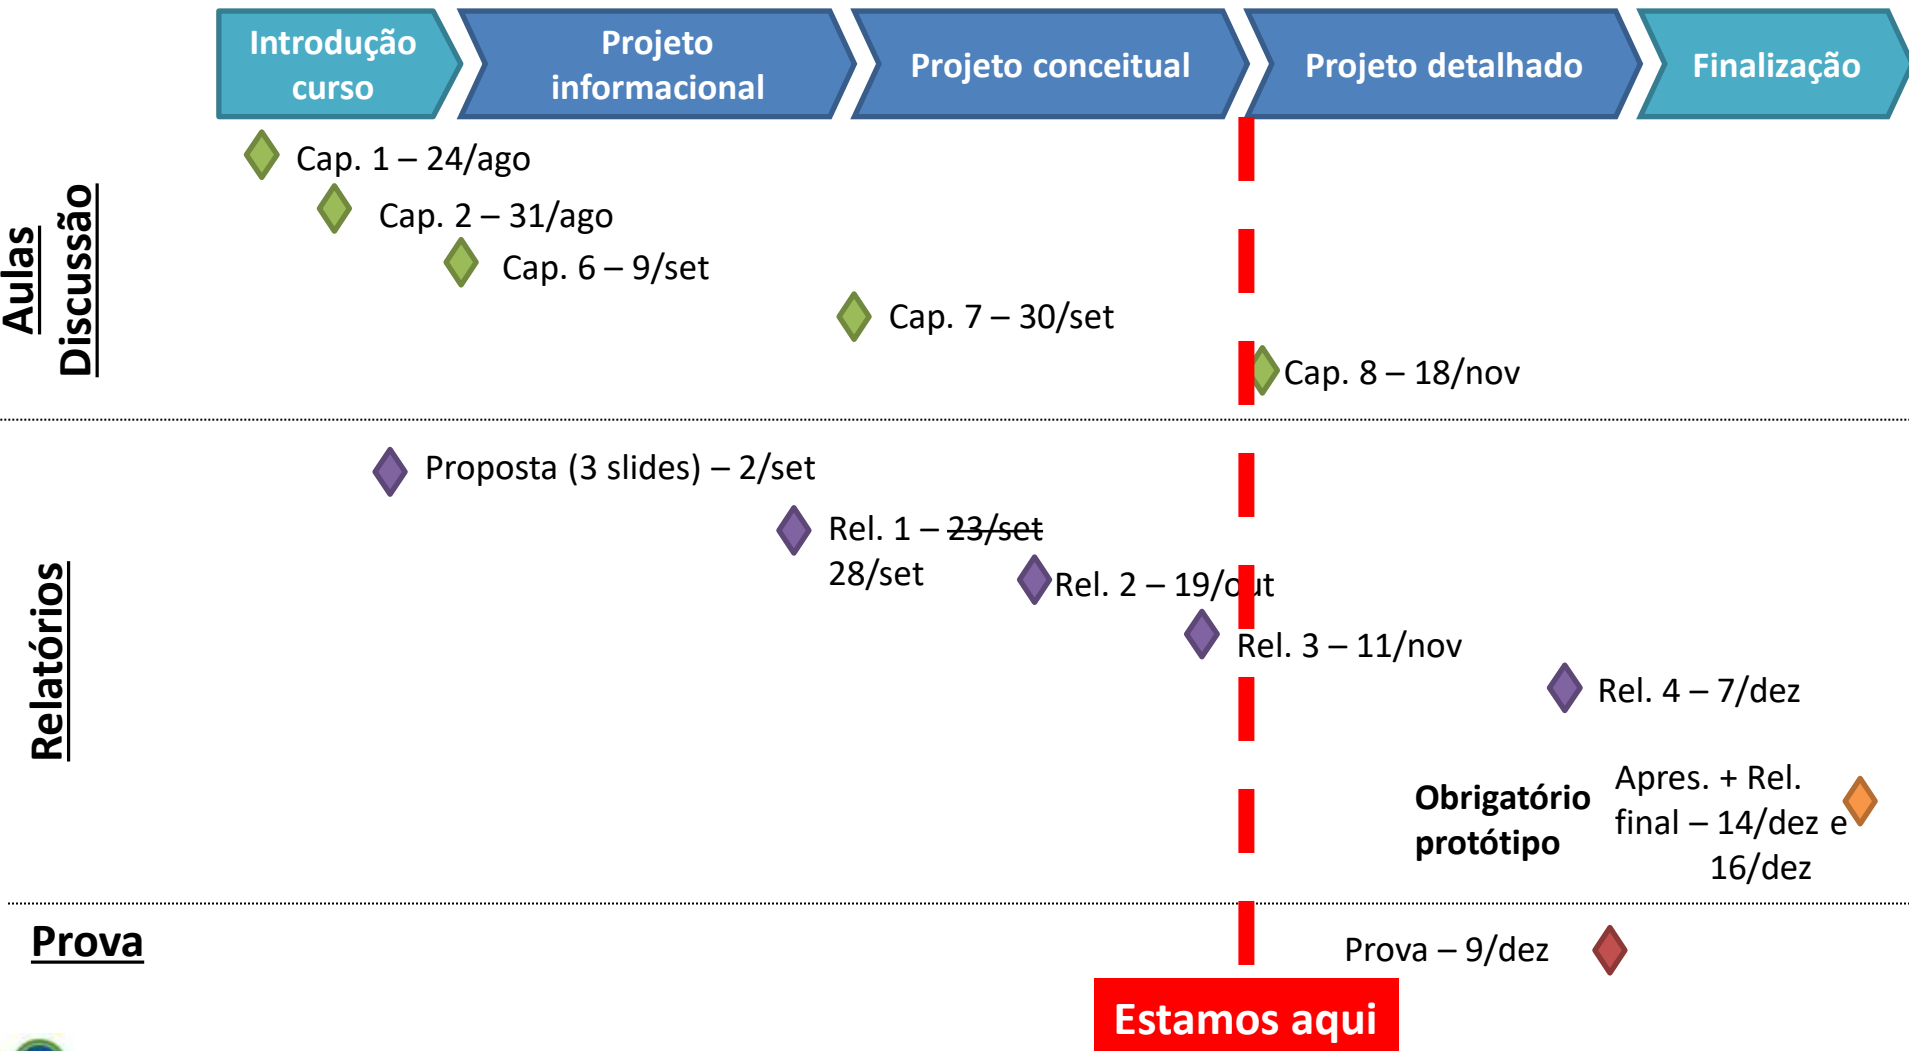 Introdução
curso
Projeto
informacional
Projeto conceitual
Projeto detalhado
Finalização
Aulas
Discussão
Cap. 1 – 24/ago
Cap. 2 – 31/ago
Cap. 6 – 9/set
Cap. 7 – 30/set
Cap. 8 – 18/nov
Relatórios
Proposta (3 slides) – 2/set
Rel. 1 – 23/set
28/set
Rel. 2 – 19/out
Rel. 3 – 11/nov
Rel. 4 – 7/dez
Obrigatório
protótipo
Apres. + Rel.
final – 14/dez e
16/dez
Prova
Prova – 9/dez
Estamos aqui